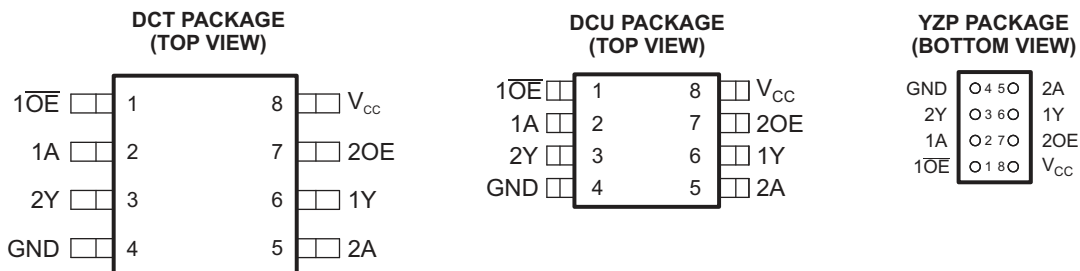 DCT PACKAGE
(TOP VIEW)
1O̅E̅ 1 8 VCC
1A 2 7 2OE
2Y 3 6 1Y
GND 4 5 2A
DCU PACKAGE
(TOP VIEW)
1O̅E̅ 1 8 VCC
1A 2 7 2OE
2Y 3 6 1Y
GND 4 5 2A
YZP PACKAGE
(BOTTOM VIEW)
GND 4 5 2A
2Y 3 6 1Y
1A 2 7 2OE
1O̅E̅ 1 8 VCC